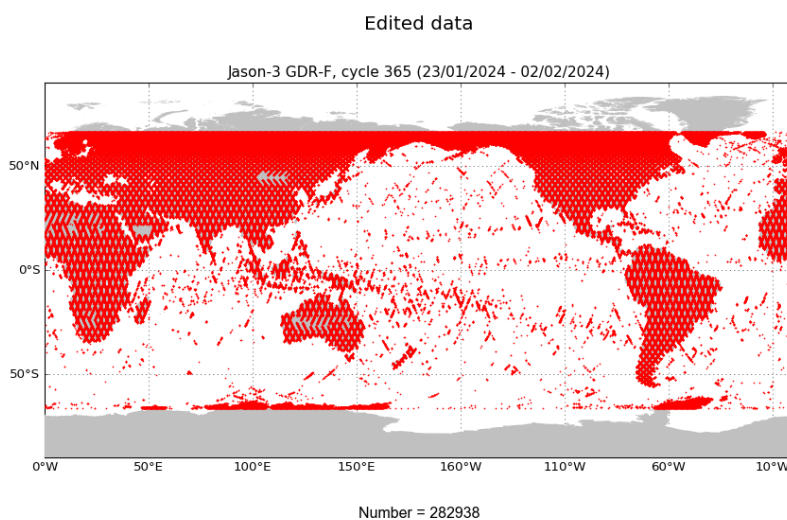 Edited data
Jason-3 GDR-F, cycle 365 (23/01/2024 - 02/02/2024)
50°N
0°S
50°S
0°W 50°E 100°E 150°E 160°W 110°W 60°W 10°W
Number = 282938